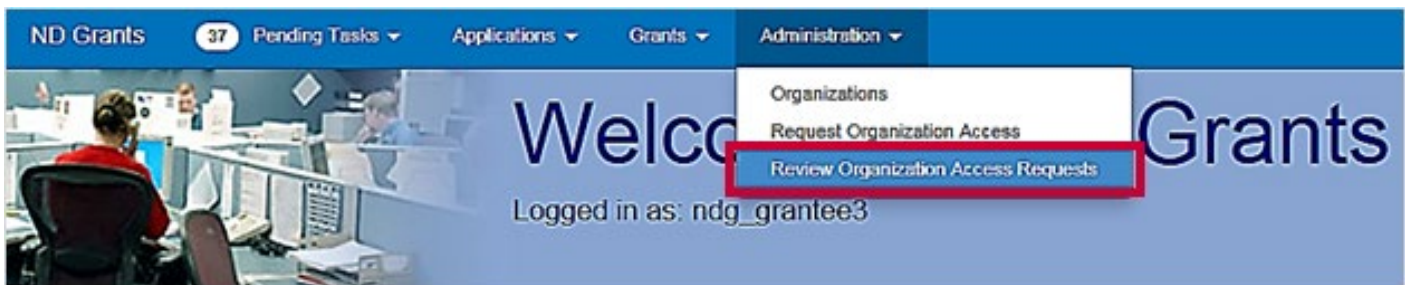 ND Grants 37 Pending Tasks Applications Grants Administration
Organizations
Request Organization Access
Review Organization Access Requests
Welco Grants
Logged in as: ndg_grantee3